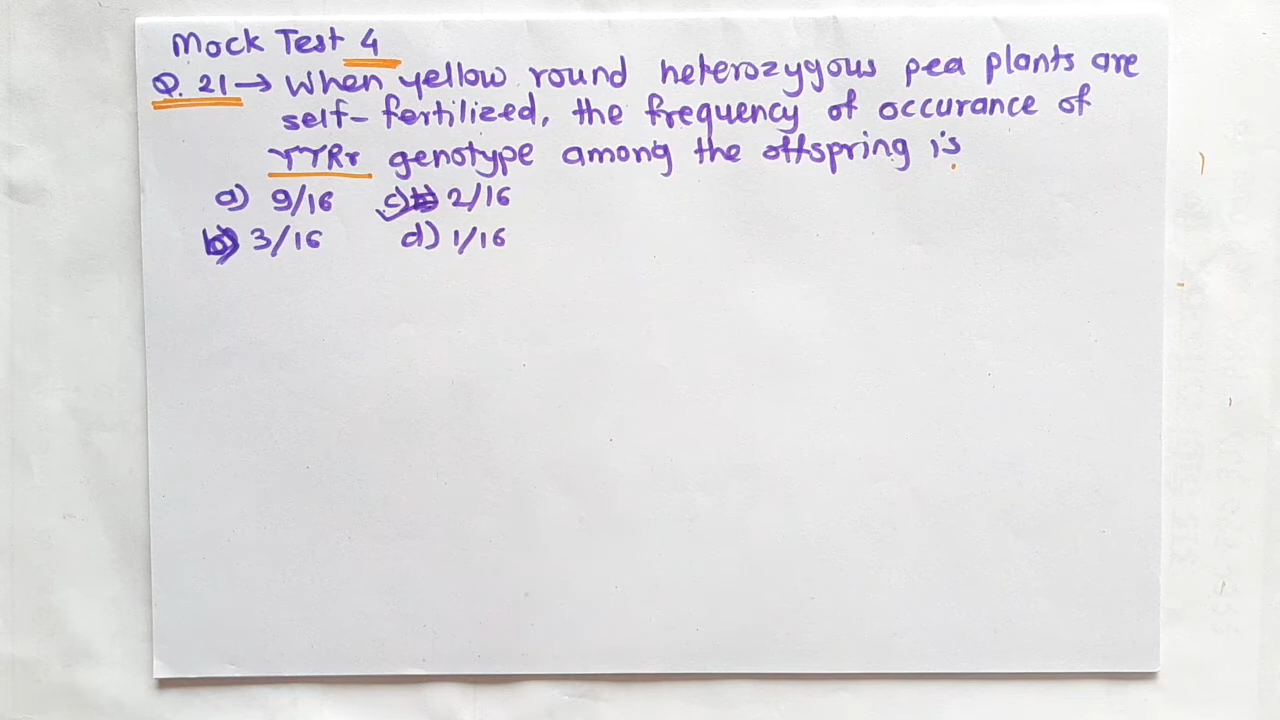 Mock Test 4
Q. 21 → When yellow round heterozygous pea plants are
self-fertilized, the frequency of occurance of
YYRr genotype among the offspring is
a) 9/16 c) 2/16
b) 3/16 d) 1/16